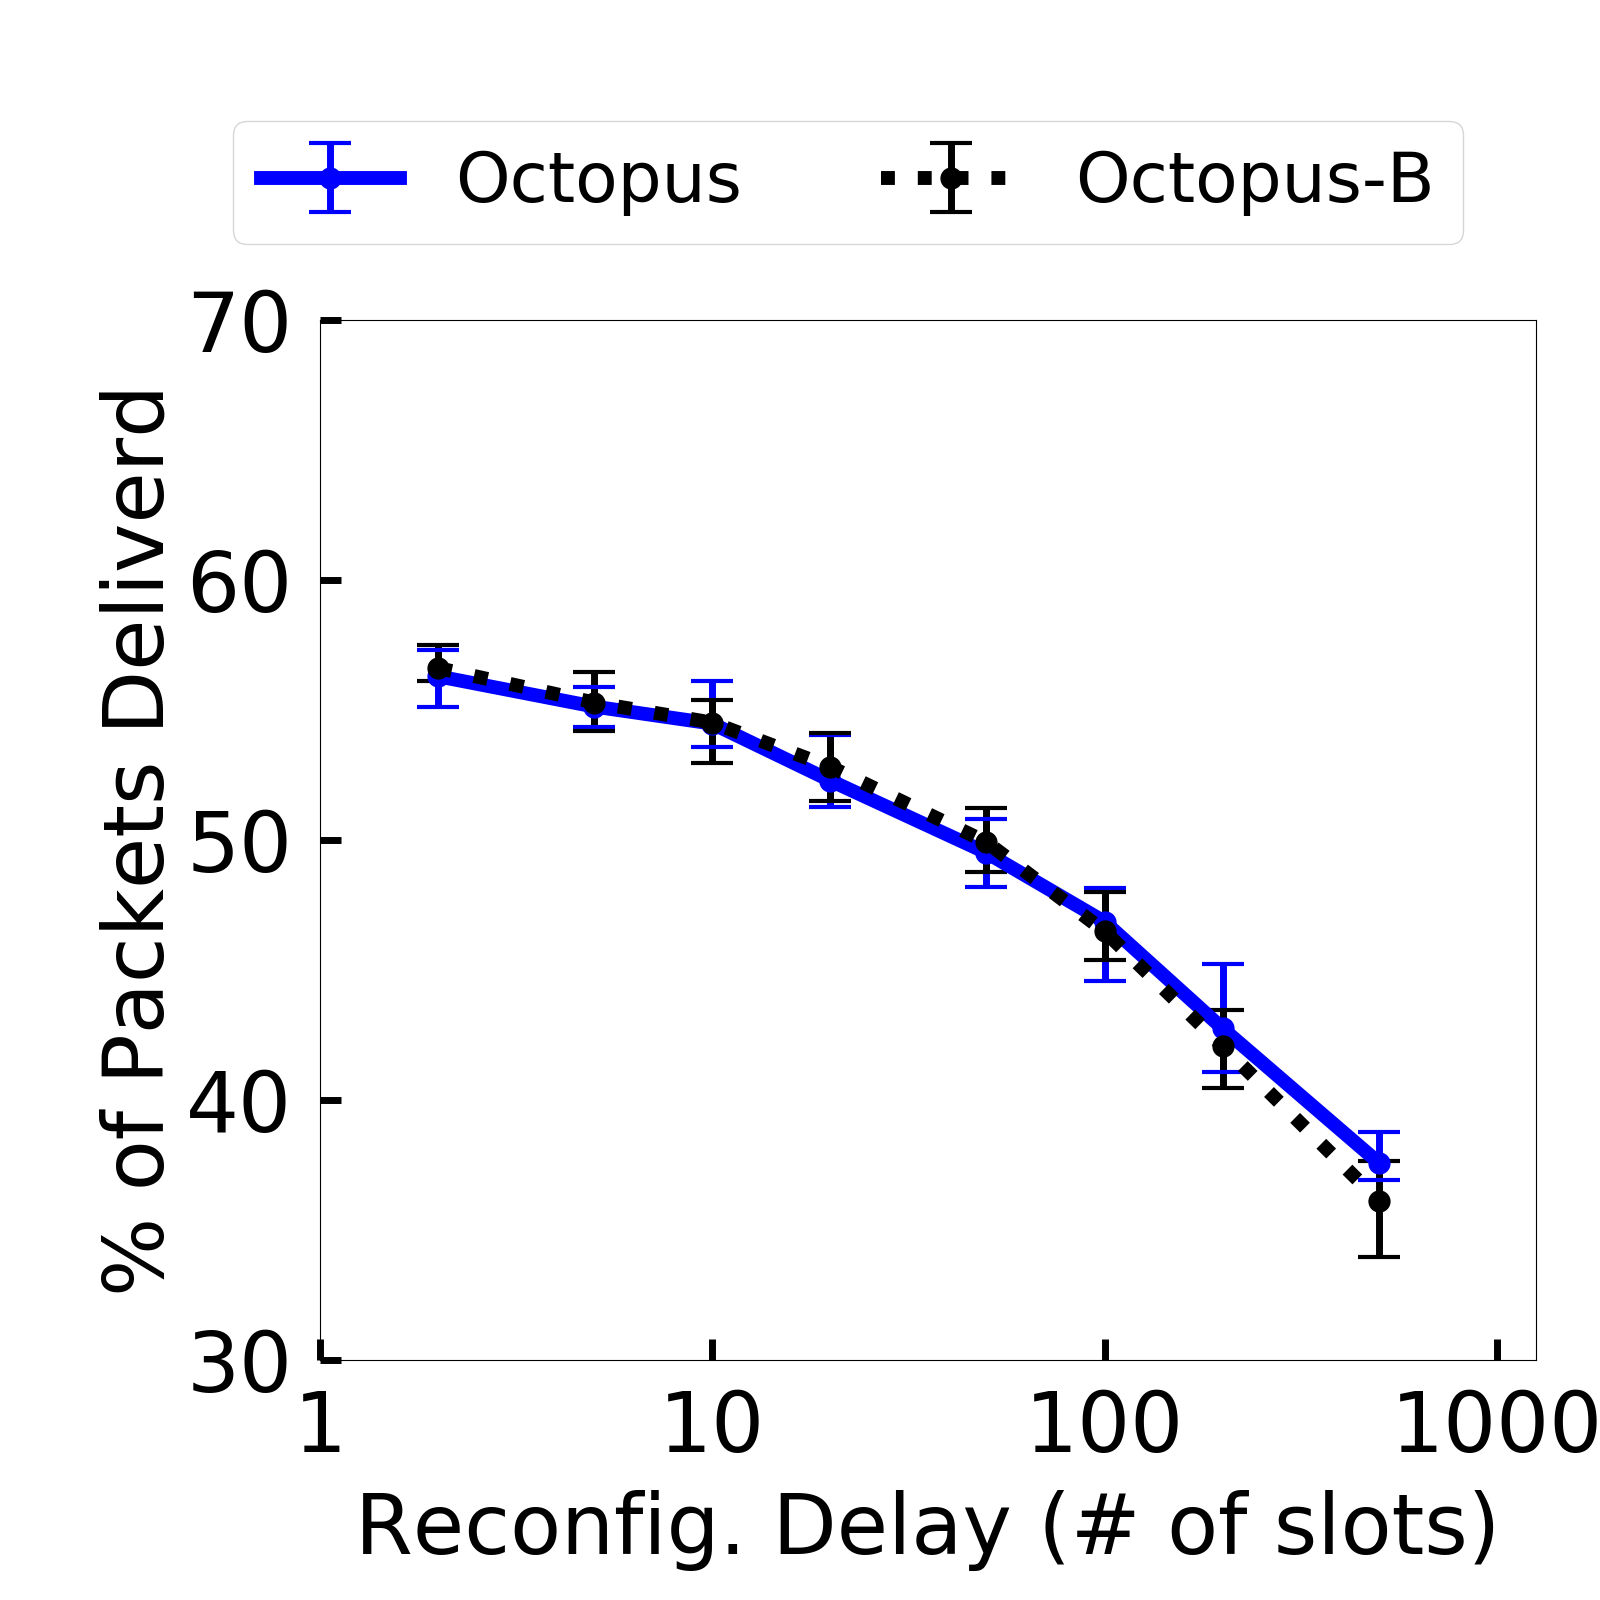 Octopus Octopus-B
% of Packets Deliverd
70
60
50
40
30
1 10 100 1000
Reconfig. Delay (# of slots)